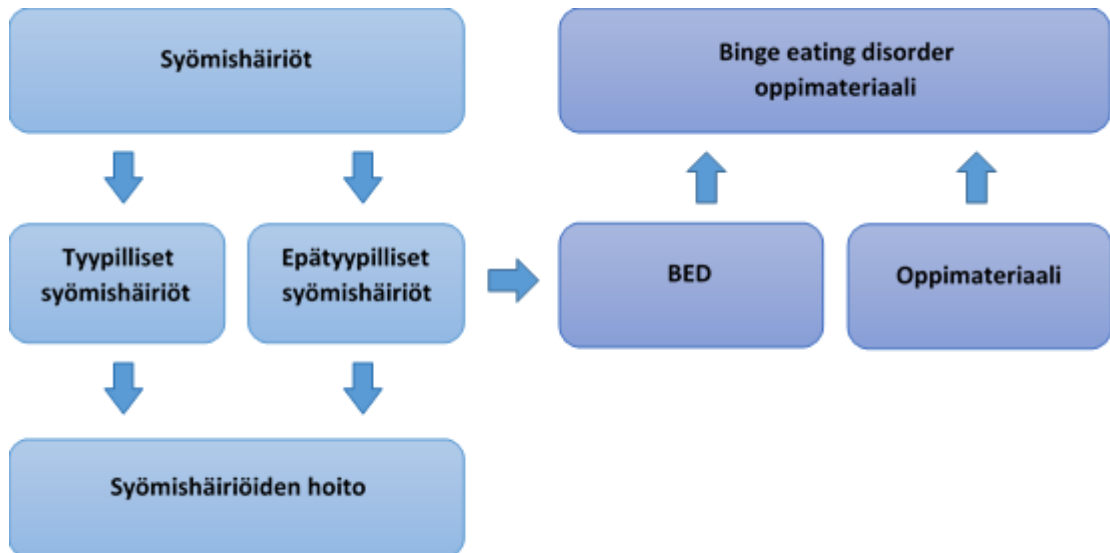 Syömishäiriöt
Binge eating disorder
oppimateriaali
Tyypilliset
syömishäiriöt
Epätyypilliset
syömishäiriöt
BED
Oppimateriaali
Syömishäiriöiden hoito